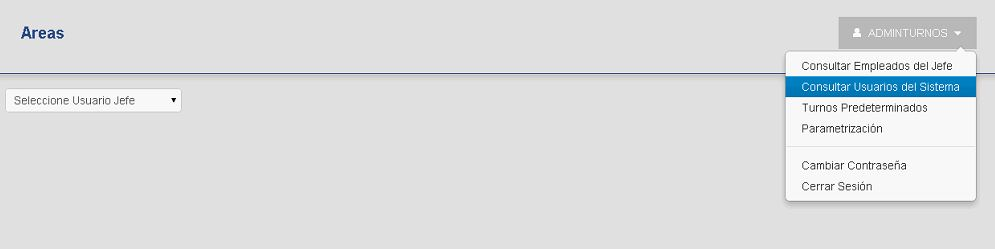 Areas
ADMINTURNOS
Seleccione Usuario Jefe
Consultar Empleados del Jefe
Consultar Usuarios del Sistema
Turnos Predeterminados
Parametrización
Cambiar Contraseña
Cerrar Sesión